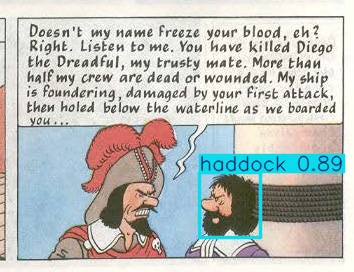 Doesn't my name freeze your blood, eh?
Right. Listen to me. You have killed Diego
the Dreadful, my trusty mate. More than
half my crew are dead or wounded. My ship
is foundering, damaged by your first attack,
then holed below the waterline as we boarded
you...
haddock 0.89